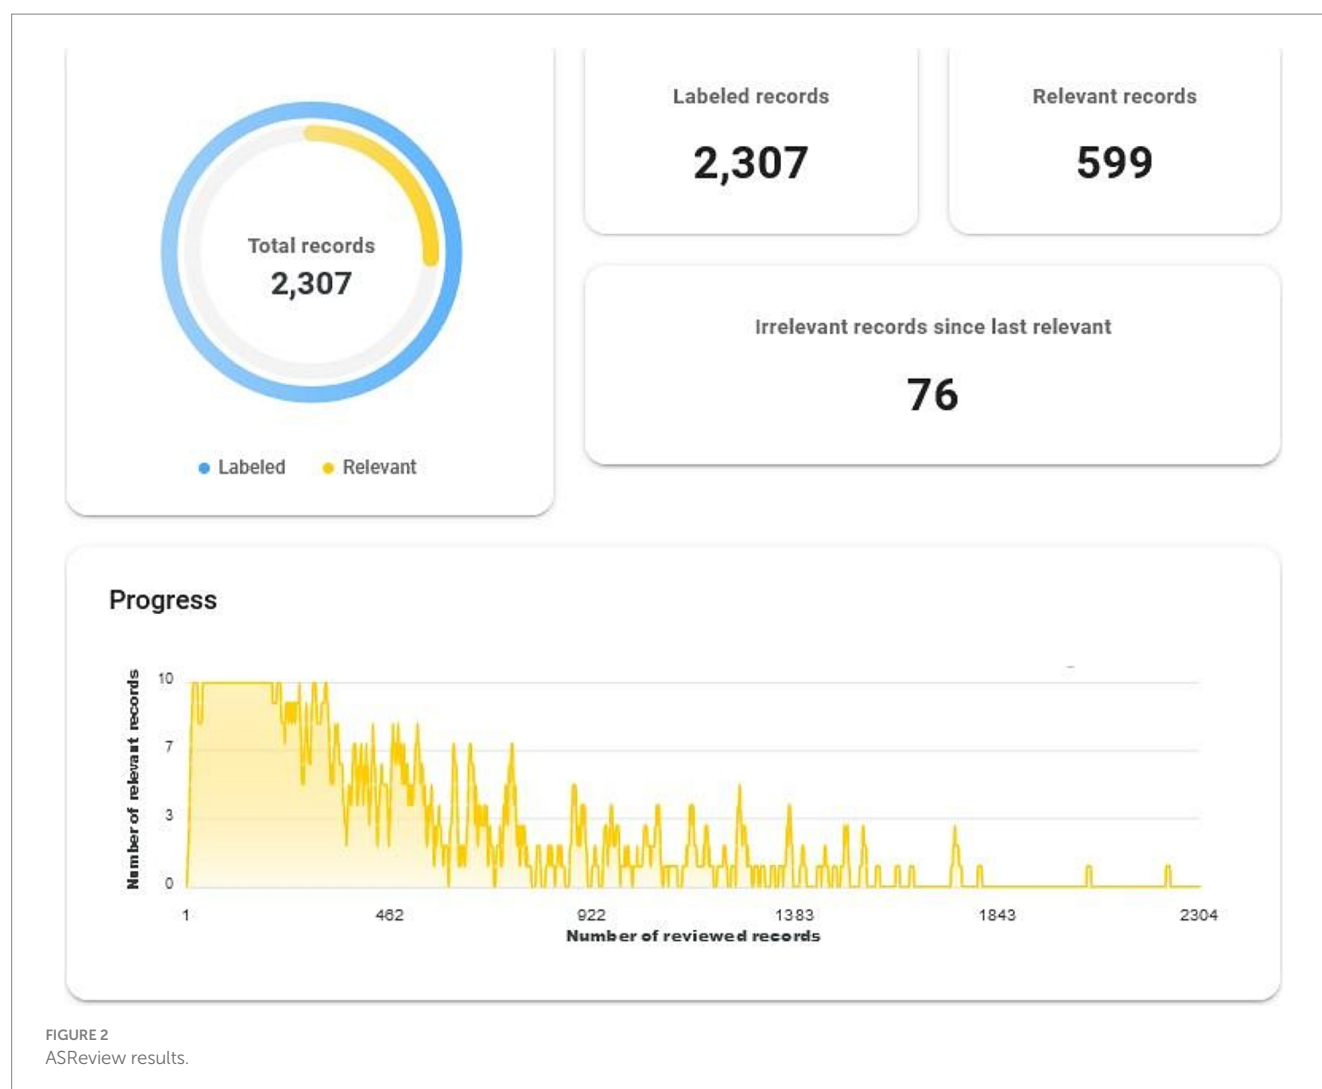 Total records
2,307
Labeled
Relevant
Labeled records
2,307
Relevant records
599
Irrelevant records since last relevant
76
Progress
Number of relevant records
10
7
3
0
1
462
922
1383
1843
2304
Number of reviewed records
FIGURE 2
ASReview results.